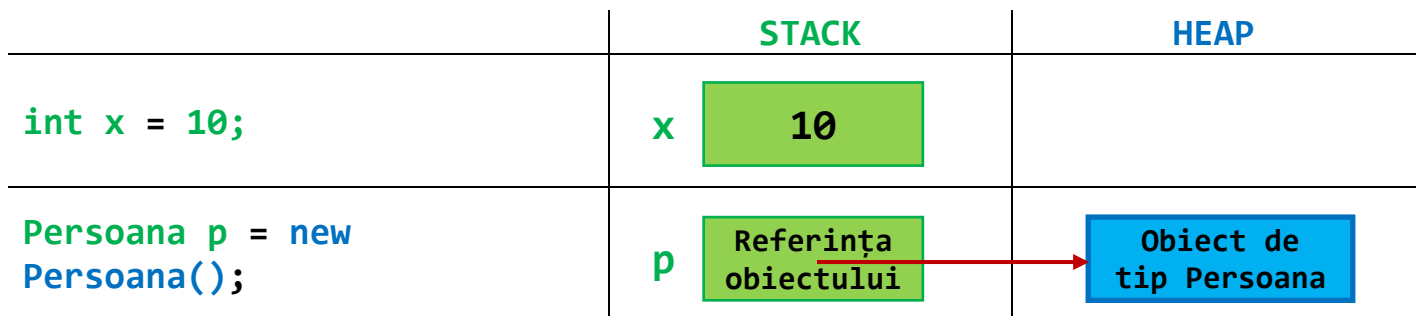 STACK HEAP
int x = 10; x 10
Persoana p = new
Persoana();
p
Referința
obiectului
Obiect de
tip Persoana